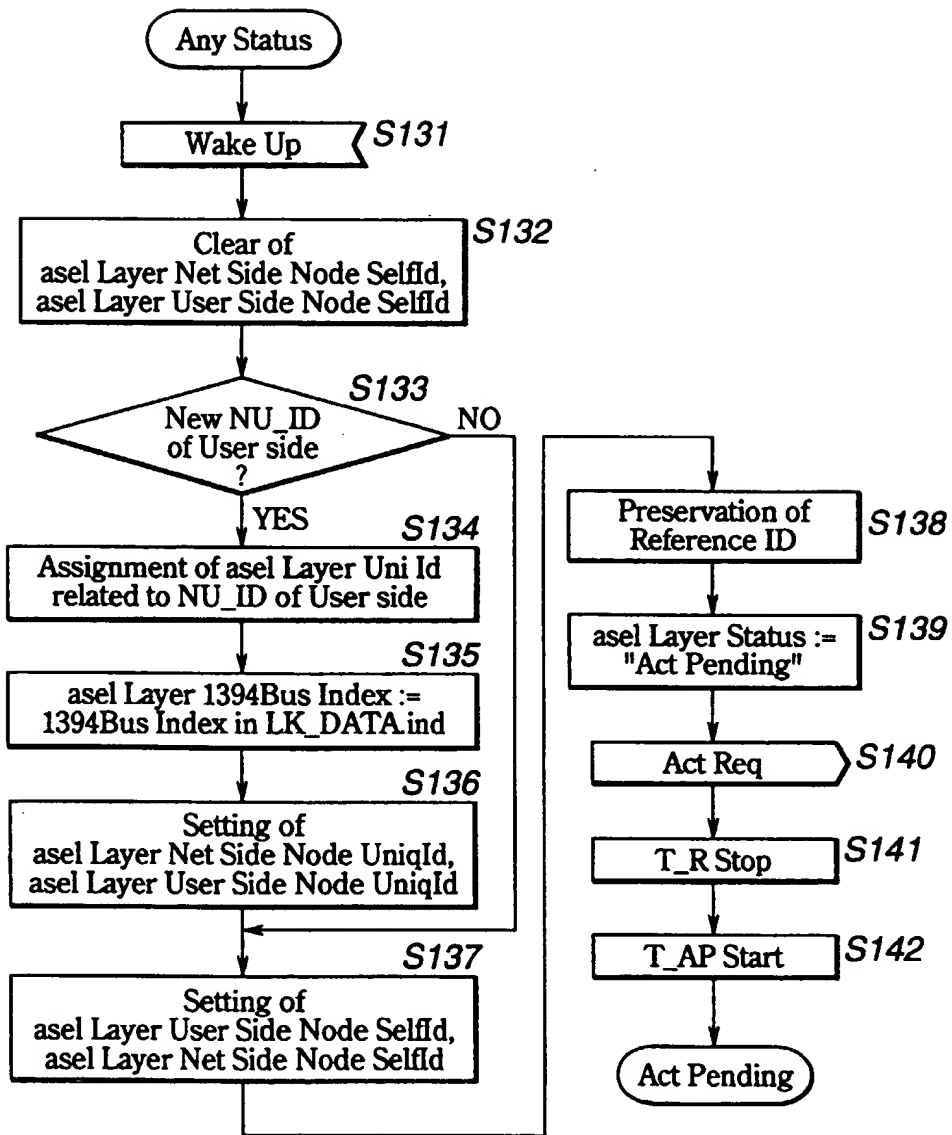 Any Status
Wake Up
S131
S132
Clear of
asel Layer Net Side Node SelfId,
asel Layer User Side Node SelfId
S133
New NU_ID
of User side
?
NO
YES
S134
Assignment of asel Layer Uni Id
related to NU_ID of User side
S135
asel Layer 1394Bus Index :=
1394Bus Index in LK_DATA.ind
S136
Setting of
asel Layer Net Side Node UniqId,
asel Layer User Side Node UniqId
S137
Setting of
asel Layer User Side Node SelfId,
asel Layer Net Side Node SelfId
Preservation of
Reference ID
S138
asel Layer Status :=
"Act Pending"
S139
Act Req
S140
T_R Stop
S141
T_AP Start
S142
Act Pending